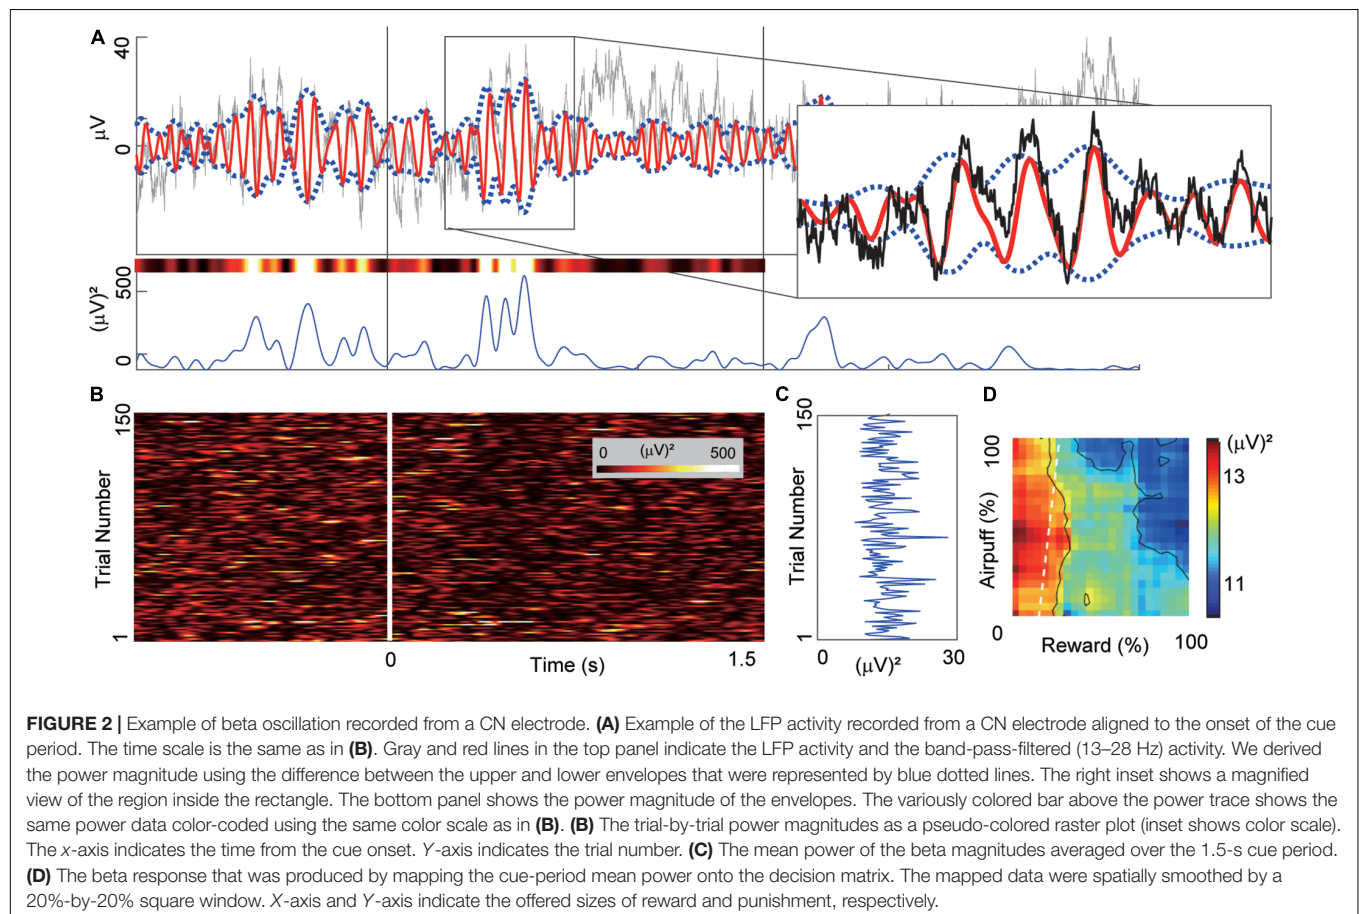 A
40
0
μV
500
0
(μV)²
B
150
1
Trial Number
0 (μV)² 500
0
Time (s)
1.5
C
150
1
Trial Number
0
(μV)²
30
D
100
0
Airpuff (%)
Reward (%)
100
(μV)²
13
11
FIGURE 2 | Example of beta oscillation recorded from a CN electrode. (A) Example of the LFP activity recorded from a CN electrode aligned to the onset of the cue
period. The time scale is the same as in (B). Gray and red lines in the top panel indicate the LFP activity and the band-pass-filtered (13–28 Hz) activity. We derived
the power magnitude using the difference between the upper and lower envelopes that were represented by blue dotted lines. The right inset shows a magnified
view of the region inside the rectangle. The bottom panel shows the power magnitude of the envelopes. The variously colored bar above the power trace shows the
same power data color-coded using the same color scale as in (B). (B) The trial-by-trial power magnitudes as a pseudo-colored raster plot (inset shows color scale).
The x-axis indicates the time from the cue onset. Y-axis indicates the trial number. (C) The mean power of the beta magnitudes averaged over the 1.5-s cue period.
(D) The beta response that was produced by mapping the cue-period mean power onto the decision matrix. The mapped data were spatially smoothed by a
20%-by-20% square window. X-axis and Y-axis indicate the offered sizes of reward and punishment, respectively.